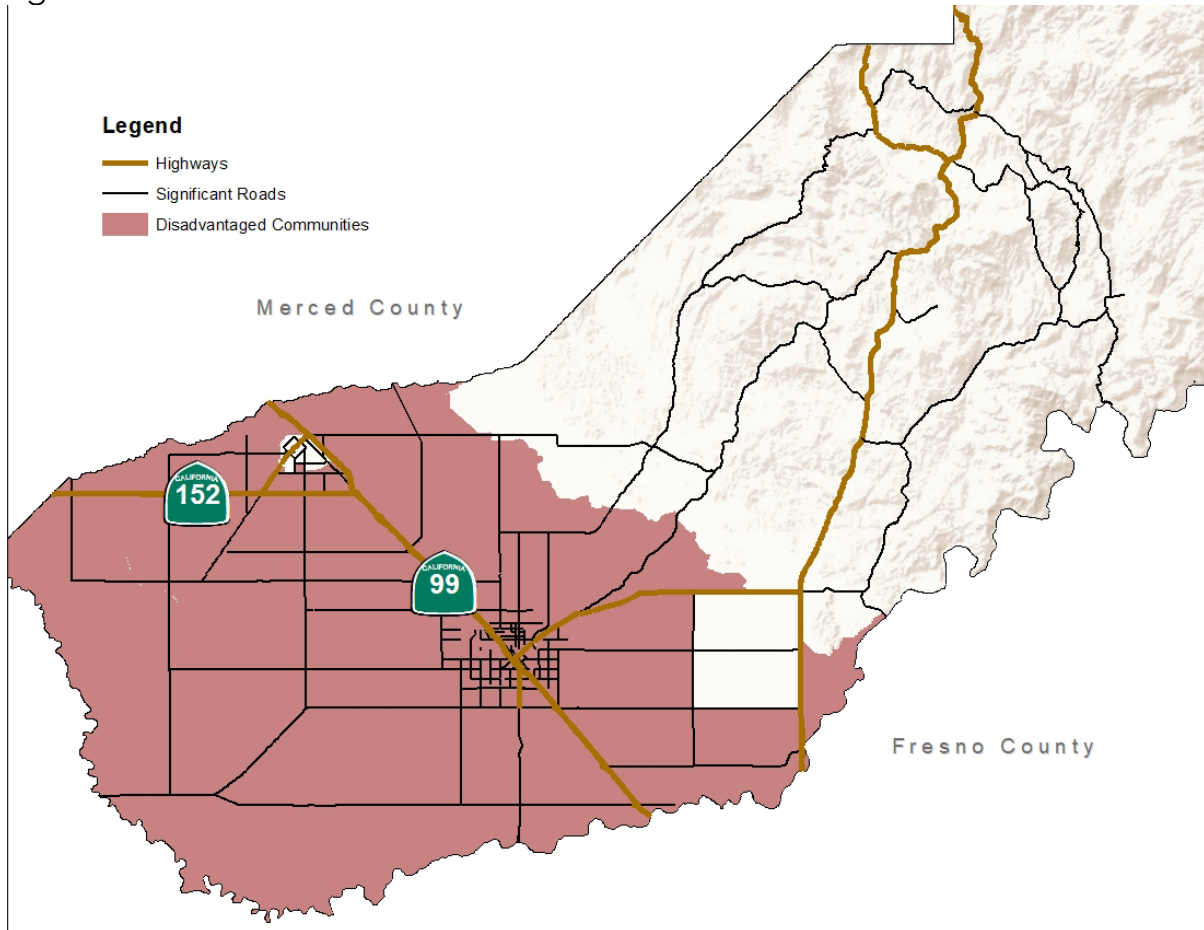 Legend
Highways
Significant Roads
Disadvantaged Communities
Merced County
CALIFORNIA
152
CALIFORNIA
99
Fresno County